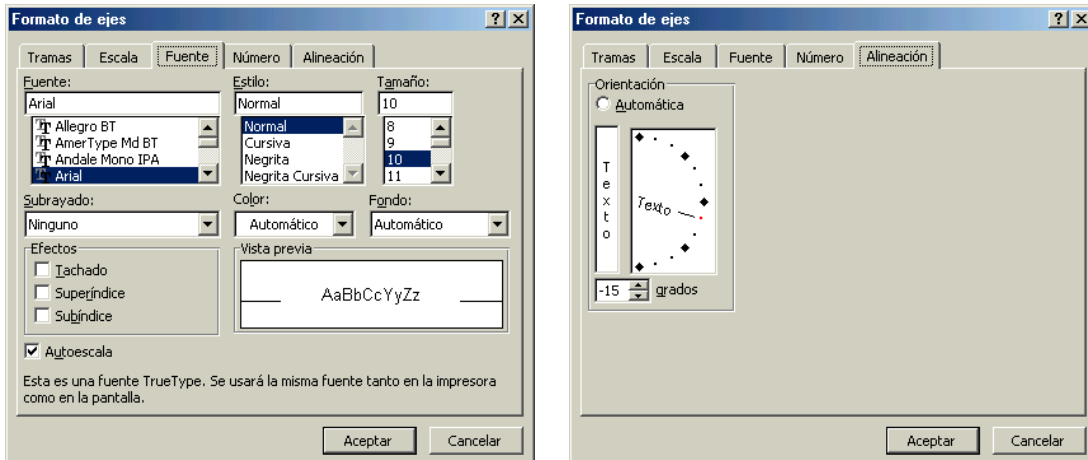 Formato de ejes
Tramas Escala Fuente Número Alineación
Fuente: Estilo: Tamaño:
Arial Normal 10
Allegro BT Normal 8
AmerType Md BT Cursiva 9
Andale Mono IPA Negrita 10
Arial Negrita Cursiva 11
Subrayado: Color: Fondo:
Ninguno Automático Automático
Efectos Vista previa
Tachado
Superíndice AaBbCcYyZz
Subíndice
Autoescala
Esta es una fuente TrueType. Se usará la misma fuente tanto en la impresora
como en la pantalla.
Aceptar Cancelar
Formato de ejes
Tramas Escala Fuente Número Alineación
Orientación
Automática
Texto
Texto
-15 grados
Aceptar Cancelar